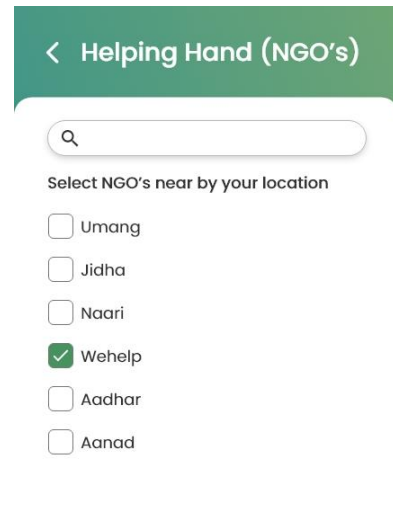 Helping Hand (NGO's)
Select NGO's near by your location
Umang
Jidha
Naari
Wehelp
Aadhar
Aanad